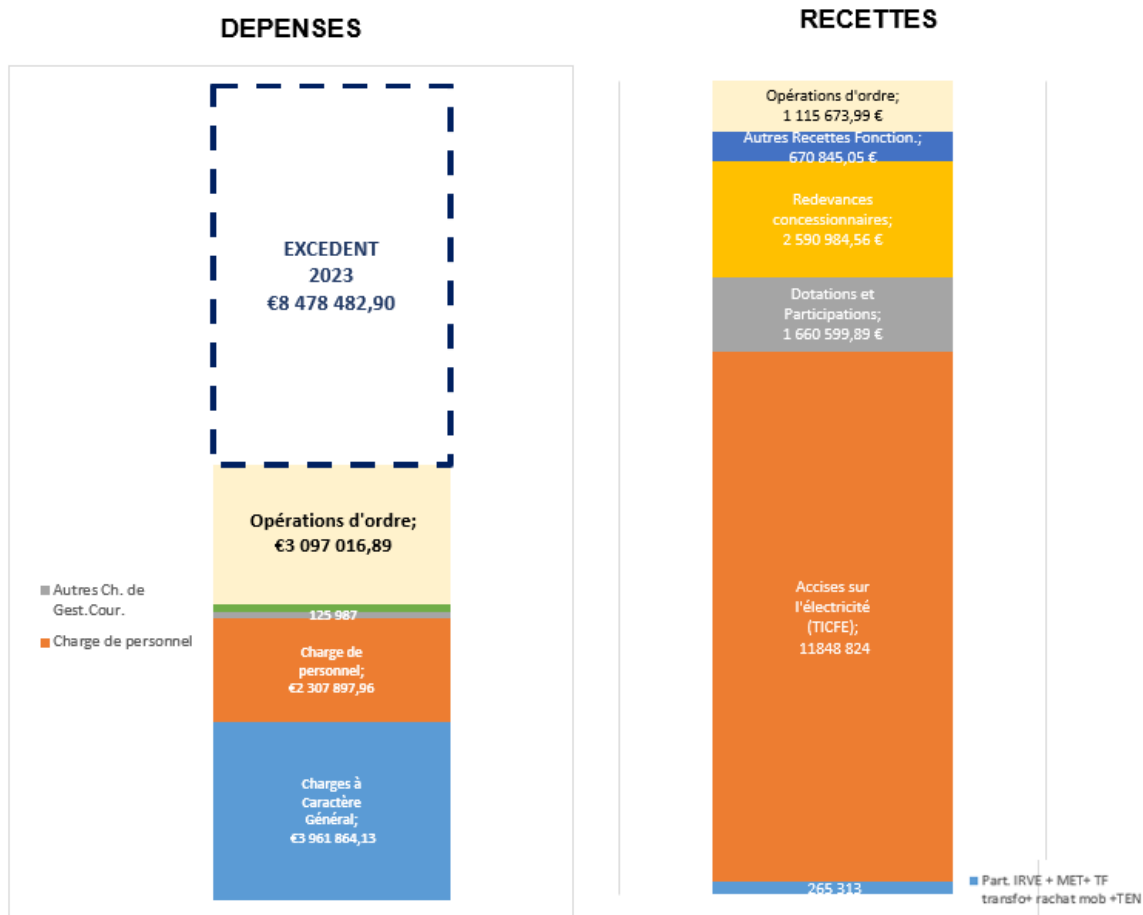 DEPENSES
EXCEDENT
2023
€8 478 482,90
Opérations d'ordre;
€3 097 016,89
125 987
Autres Ch. de
Gest.Cour.
Charge de personnel
Charge de
personnel;
€2 307 897,96
Charges à
Caractère
Général;
€3 961 864,13
RECETTES
Opérations d'ordre;
1 115 673,99 €
Autres Recettes Fonction.;
670 845,05 €
Redevances
concessionnaires;
2 590 984,56 €
Dotations et
Participations;
1 660 599,89 €
Accises sur
l'électricité
(TICFE);
11848 824
265 313
Part. IRVE + MET+ TF
transfo+ rachat mob +TEN